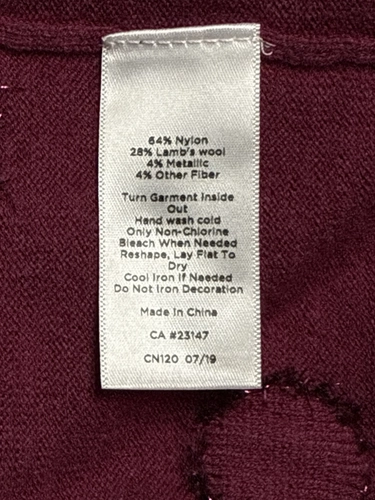 64% Nylon
28% Lamb's wool
4% Metallic
4% Other Fiber
Turn Garment Inside
Out
Hand wash cold
Only Non-Chlorine
Bleach When Needed
Reshape, Lay Flat To
Dry
Cool Iron If Needed
Do Not Iron Decoration
Made In China
CA #23147
CN120 07/19